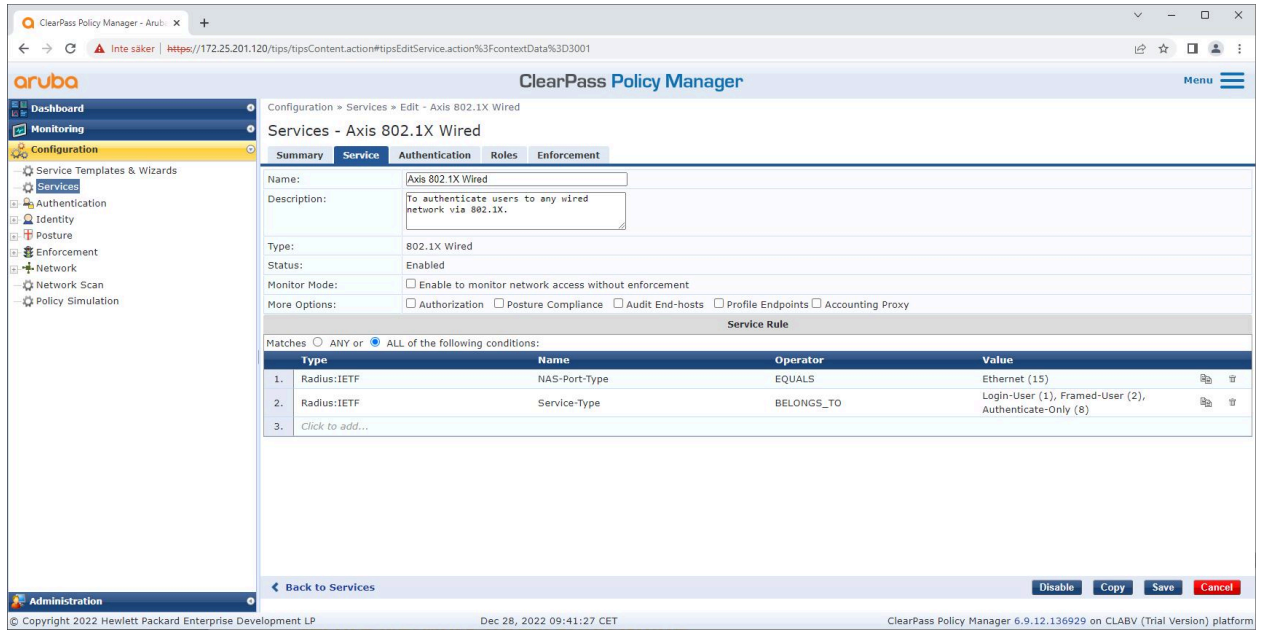 ClearPass Policy Manager - Arub
Inte säker | https://172.25.201.120/tips/tipsContent.action#tipsEditService.action%3FcontextData%3D3001
aruba
ClearPass Policy Manager
Menu
Dashboard
Monitoring
Configuration
Service Templates & Wizards
Services
Authentication
Identity
Posture
Enforcement
Network
Network Scan
Policy Simulation
Administration
Configuration » Services » Edit - Axis 802.1X Wired
Services - Axis 802.1X Wired
Summary Service Authentication Roles Enforcement
Name: Axis 802.1X Wired
Description: To authenticate users to any wired
network via 802.1X.
Type: 802.1X Wired
Status: Enabled
Monitor Mode: Enable to monitor network access without enforcement
More Options: Authorization Posture Compliance Audit End-hosts Profile Endpoints Accounting Proxy
Service Rule
Matches ANY or ALL of the following conditions:
Type Name Operator Value
1. Radius:IETF NAS-Port-Type EQUALS Ethernet (15)
2. Radius:IETF Service-Type BELONGS_TO Login-User (1), Framed-User (2),
Authenticate-Only (8)
3. Click to add...
Back to Services Disable Copy Save Cancel
© Copyright 2022 Hewlett Packard Enterprise Development LP Dec 28, 2022 09:41:27 CET ClearPass Policy Manager 6.9.12.136929 on CLABV (Trial Version) platform